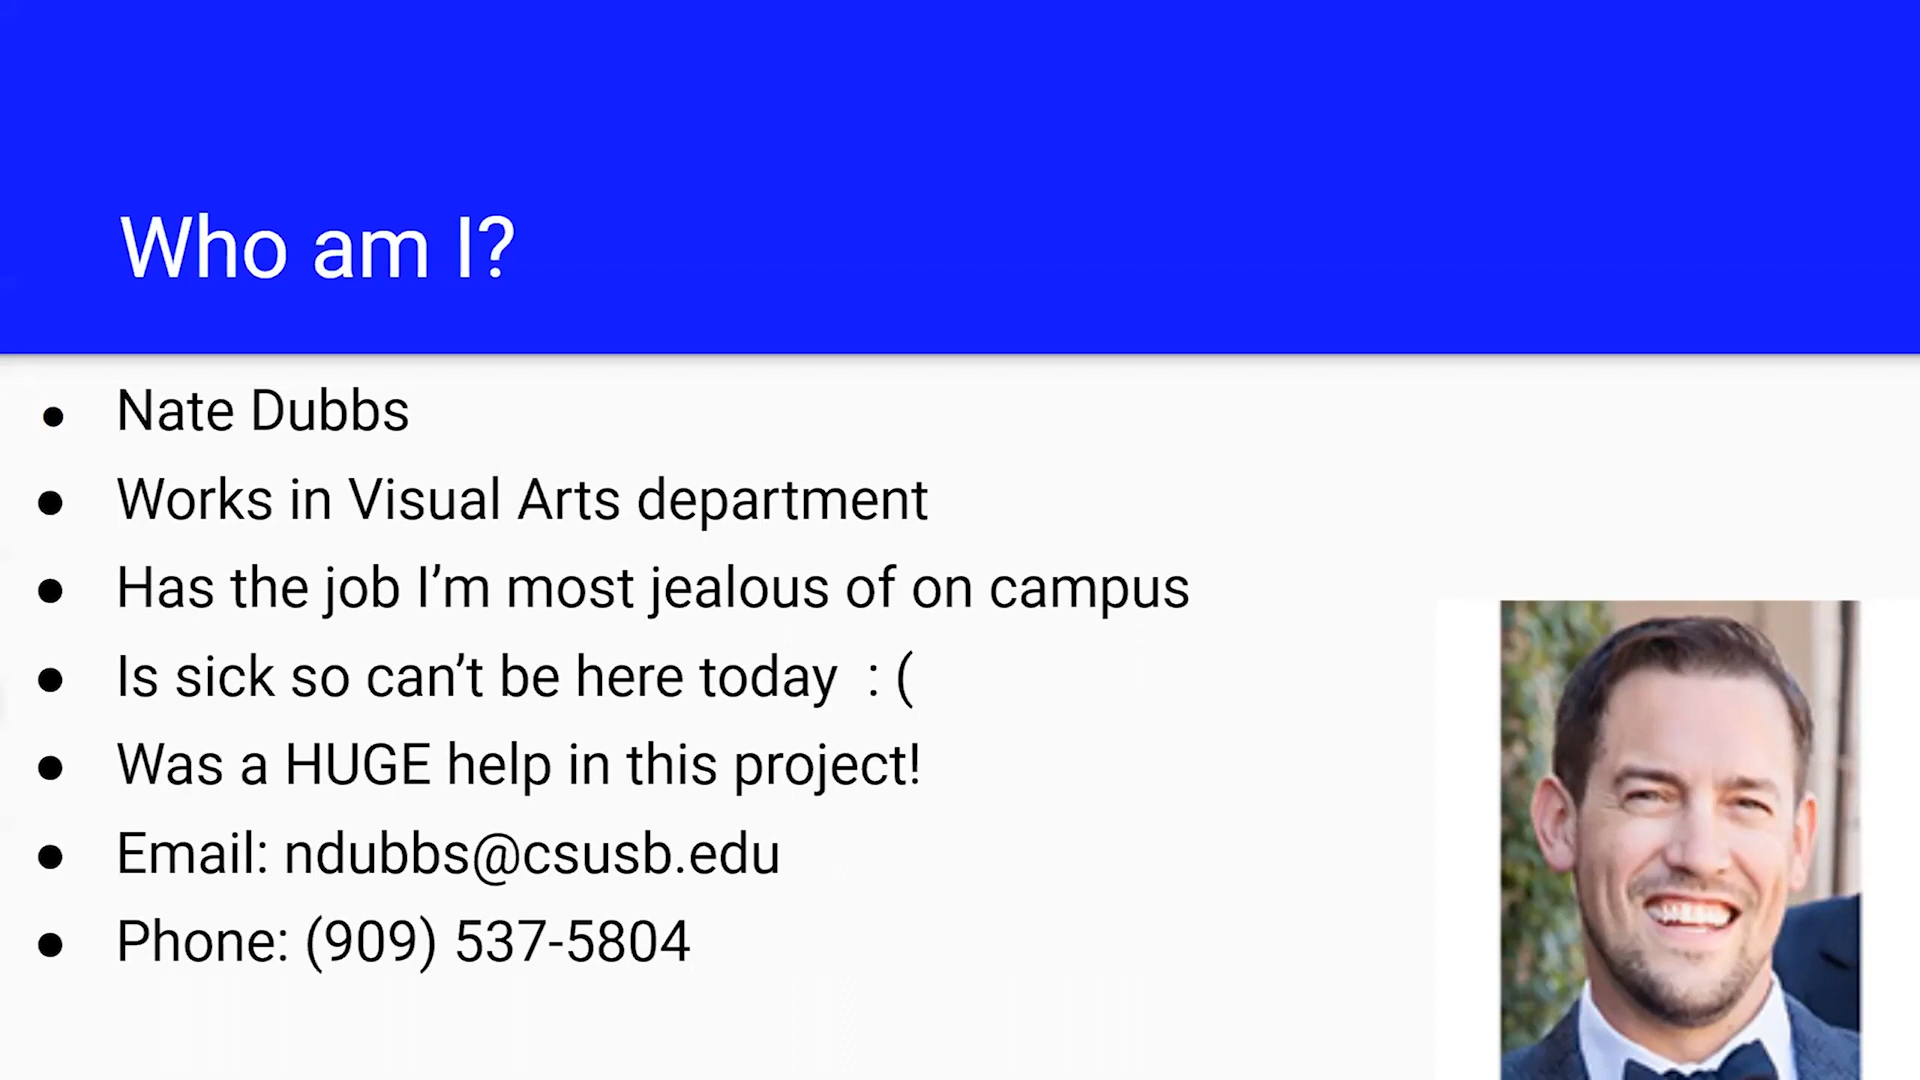 Who am I?
● Nate Dubbs
● Works in Visual Arts department
● Has the job I’m most jealous of on campus
● Is sick so can’t be here today  : (
● Was a HUGE help in this project!
● Email: ndubbs@csusb.edu
● Phone: (909) 537-5804